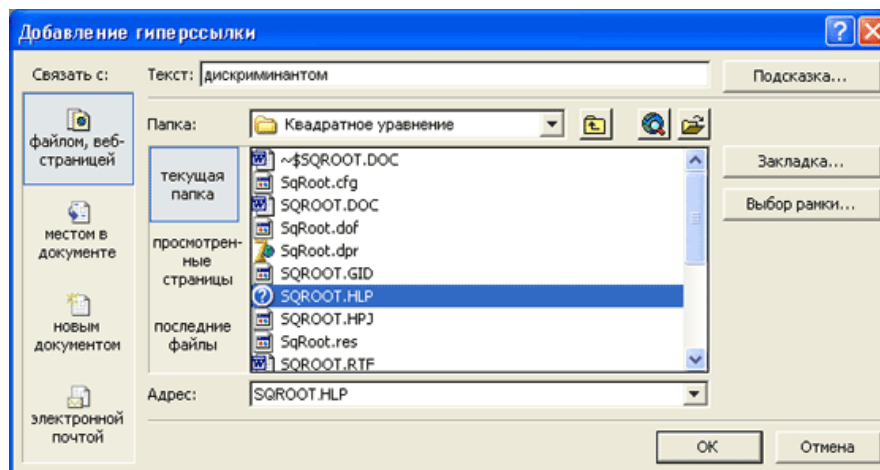 Добавление гиперссылки
Связать с:
Текст: дискриминантом
Подсказка...
файлом, веб-
страницей
Папка:
Квадратное уравнение
текущая
папка
~$SQROOT.DOC
SqRoot.cfg
SQROOT.DOC
SqRoot.dof
SqRoot.dpr
SQROOT.GID
SQROOT.HLP
SQROOT.HPJ
SqRoot.res
SQROOT.RTF
Закладка...
Выбор рамки...
местом в
документе
просмотрен-
ные
страницы
новым
документом
последние
файлы
Адрес:
SQROOT.HLP
электронной
почтой
ОК
Отмена